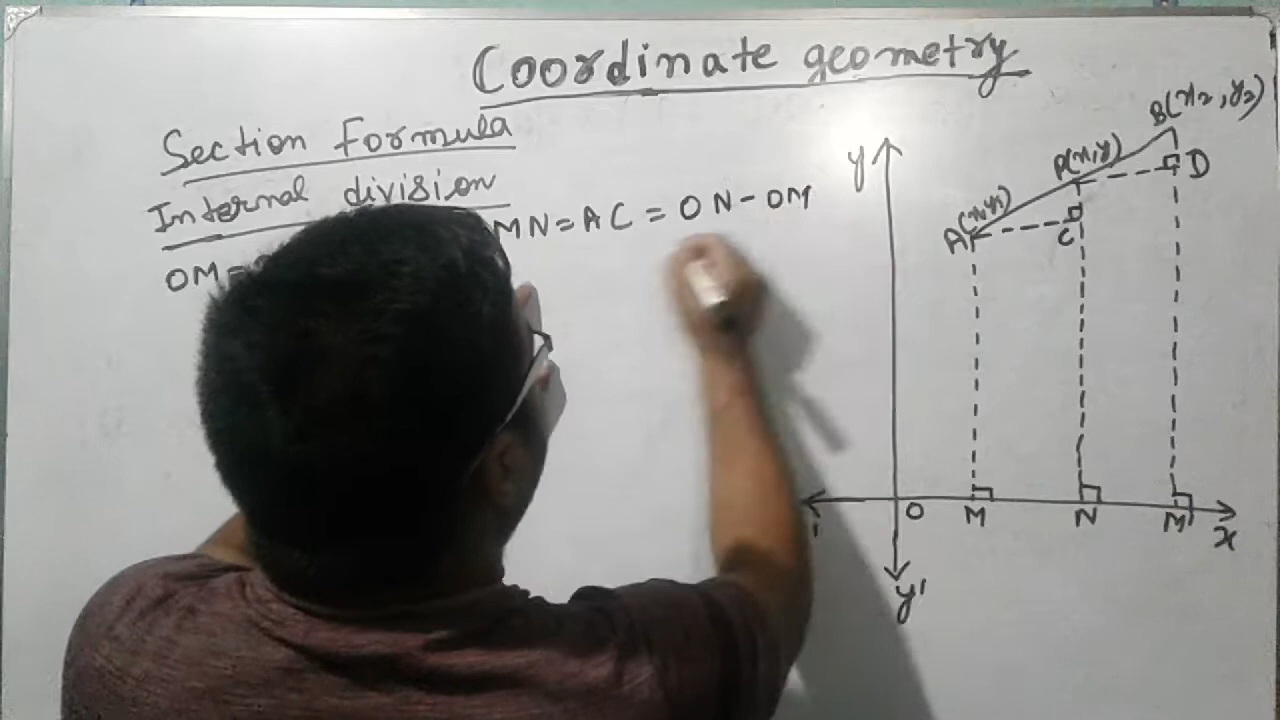 Coordinate geometry
Section Formula
Internal division
MN = AC = ON - OM
OM =
y
B(x2, y2)
P(x,y)
D
A(x1,y1)
C
O
M
N
M'
x
y'